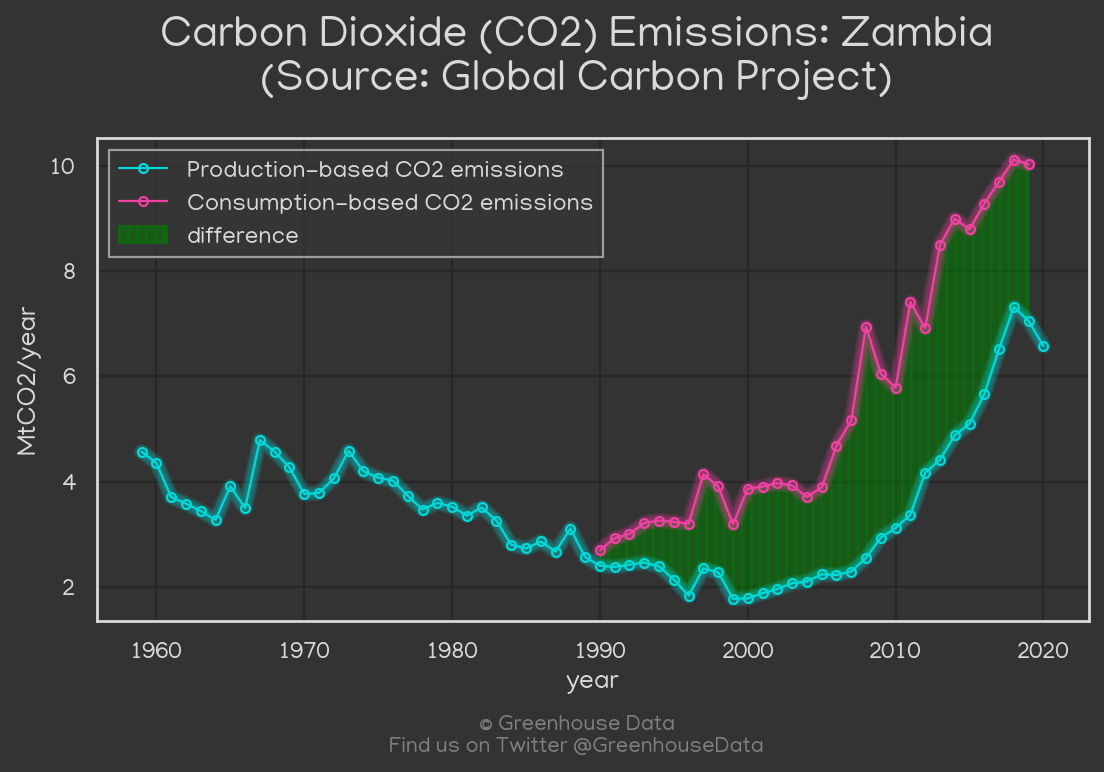 Carbon Dioxide (CO2) Emissions: Zambia
(Source: Global Carbon Project)
Production-based CO2 emissions
Consumption-based CO2 emissions
difference
MtCO2/year
10
8
6
4
2
1960 1970 1980 1990 2000 2010 2020
year
© Greenhouse Data
Find us on Twitter @GreenhouseData